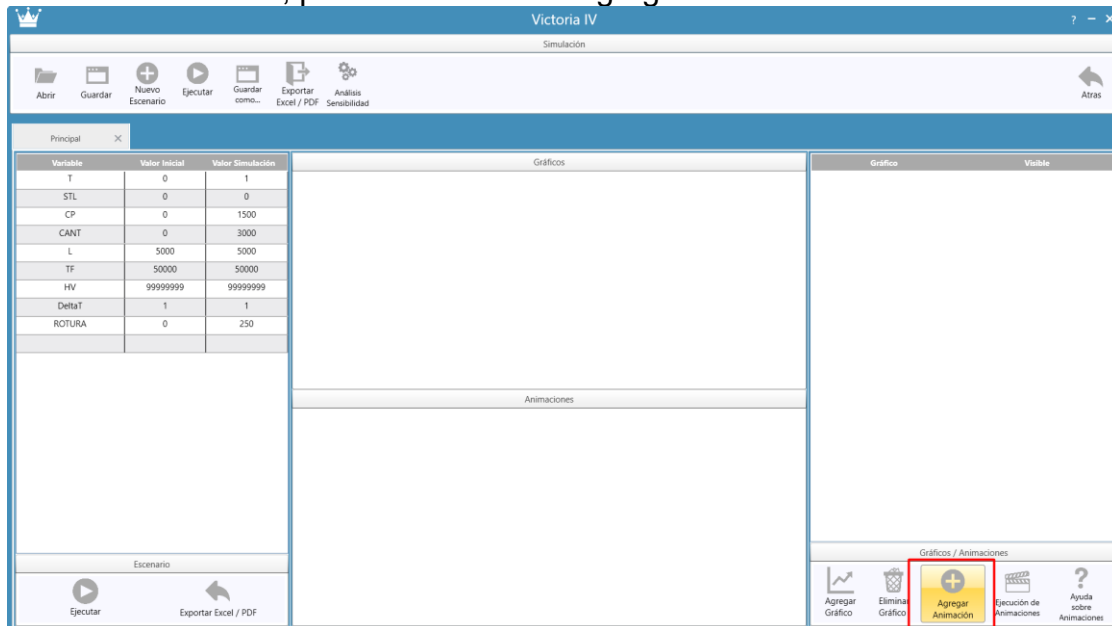 Victoria IV
? − ×
Simulación
Abrir
Guardar
Nuevo Escenario
Ejecutar
Guardar como...
Exportar Excel / PDF
Análisis Sensibilidad
Atras
Principal ×
Variable Valor Inicial Valor Simulación
T 0 1
STL 0 0
CP 0 1500
CANT 0 3000
L 5000 5000
TF 50000 50000
HV 99999999 99999999
DeltaT 1 1
ROTURA 0 250
Gráficos
Animaciones
Gráfico Visible
Escenario
Ejecutar
Exportar Excel / PDF
Gráficos / Animaciones
Agregar Gráfico
Eliminar Gráfico
Agregar Animación
Ejecución de Animaciones
?
Ayuda sobre Animaciones